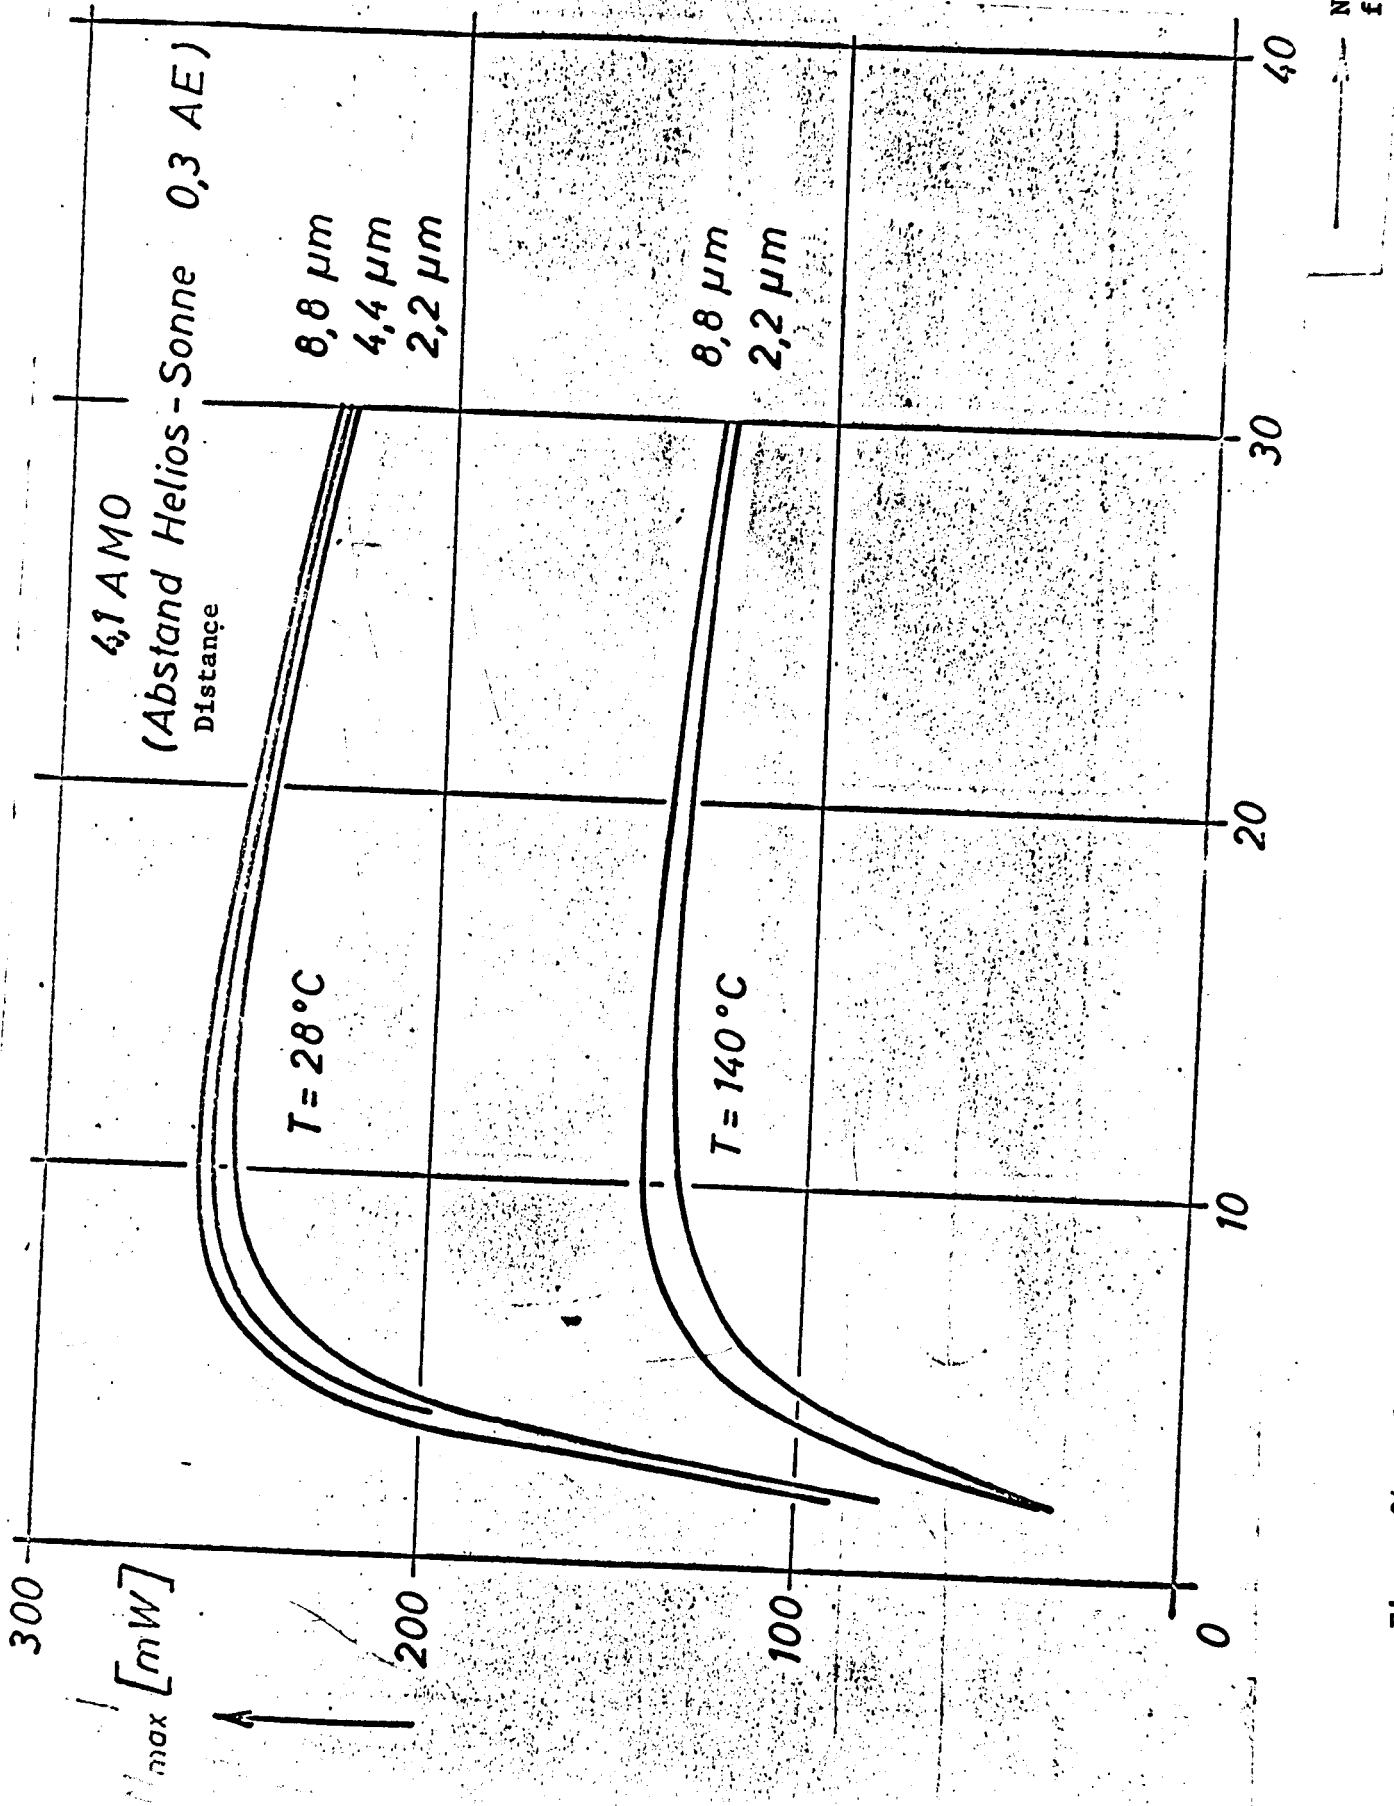 4,1 AMO
(Abstand Helios-Sonne 0,3 AE)
Distance
max [mW]
300
200
100
0
10
20
30
40
8,8 µm
4,4 µm
2,2 µm
T = 28°C
8,8 µm
2,2 µm
T = 140°C